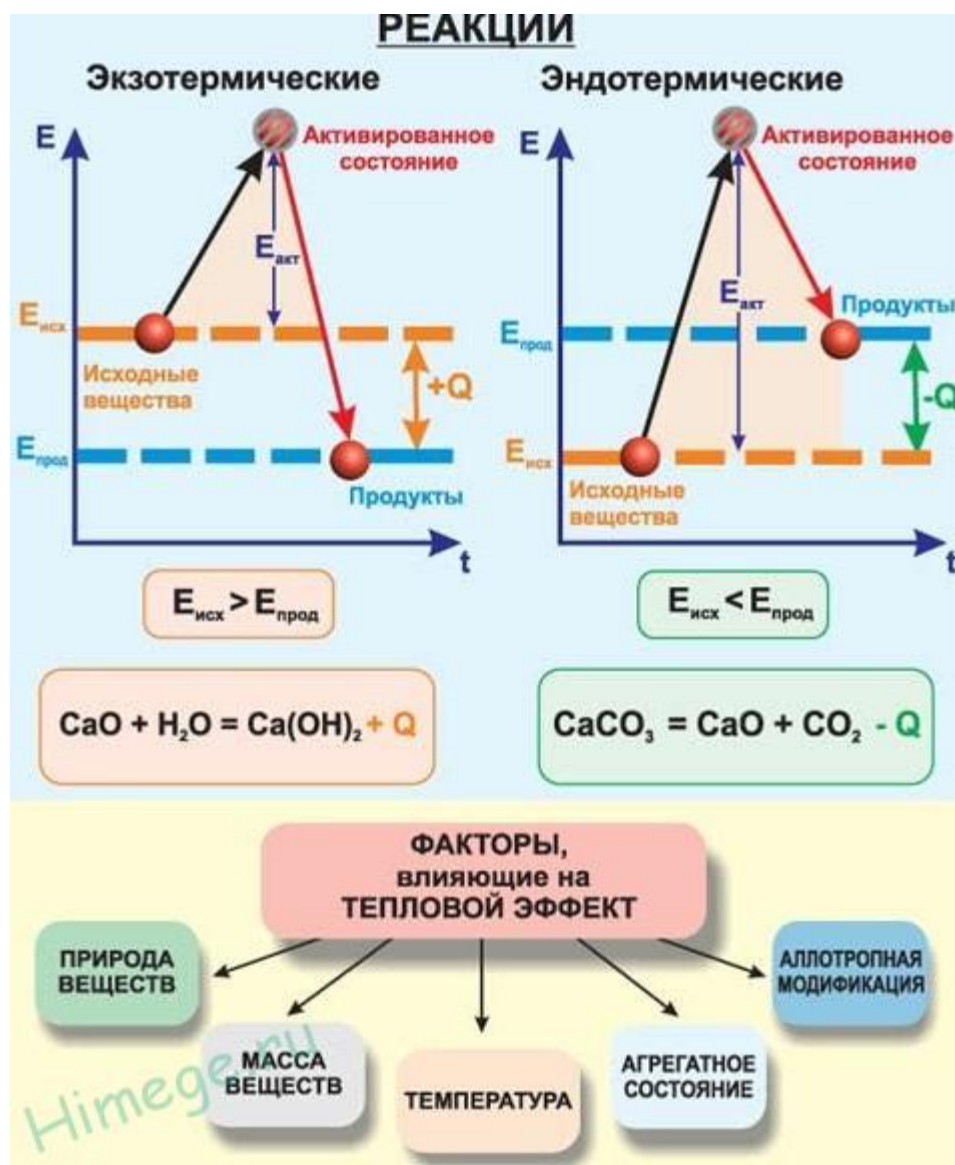 РЕАКЦИИ
Экзотермические
E
Активированное
состояние
Eакт
Eисх
Исходные
вещества
+Q
Eпрод
Продукты
t
Eисх > Eпрод
CaO + H₂O = Ca(OH)₂ + Q
Эндотермические
E
Активированное
состояние
Eакт
Продукты
Eпрод
-Q
Eисх
Исходные
вещества
t
Eисх < Eпрод
CaCO₃ = CaO + CO₂ - Q
ФАКТОРЫ,
влияющие на
ТЕПЛОВОЙ ЭФФЕКТ
ПРИРОДА
ВЕЩЕСТВ
МАССА
ВЕЩЕСТВ
ТЕМПЕРАТУРА
АГРЕГАТНОЕ
СОСТОЯНИЕ
АЛЛОТРОПНАЯ
МОДИФИКАЦИЯ
Himege.ru